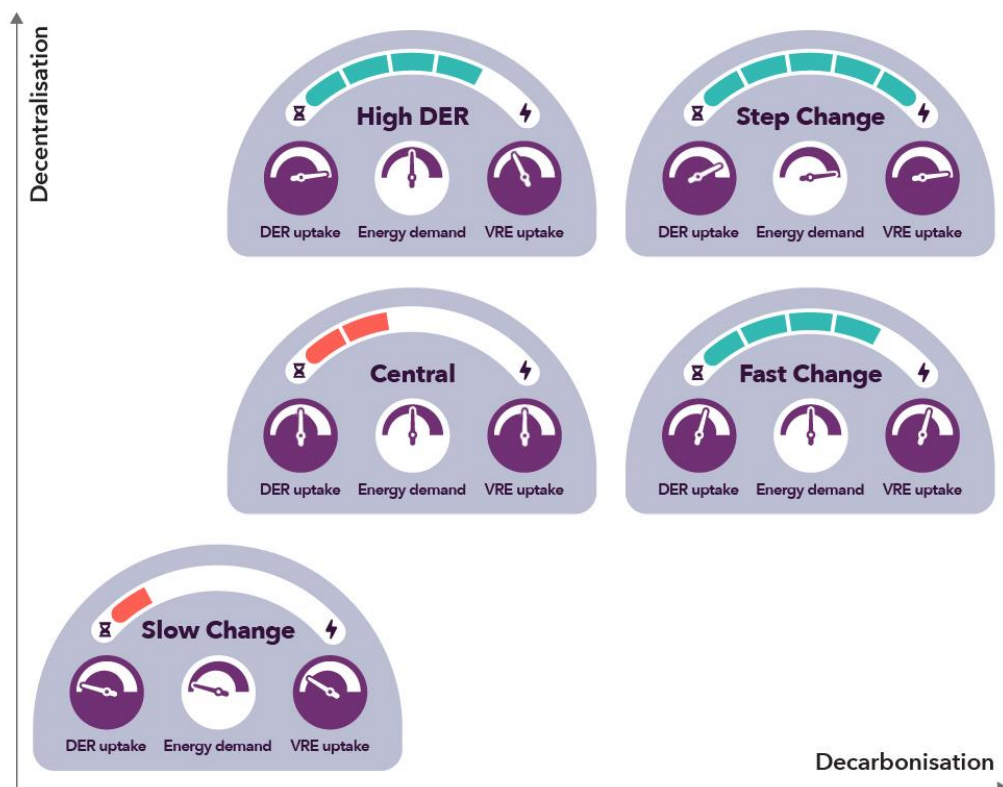 Decentralisation
High DER
DER uptake
Energy demand
VRE uptake
Step Change
DER uptake
Energy demand
VRE uptake
Central
DER uptake
Energy demand
VRE uptake
Fast Change
DER uptake
Energy demand
VRE uptake
Slow Change
DER uptake
Energy demand
VRE uptake
Decarbonisation